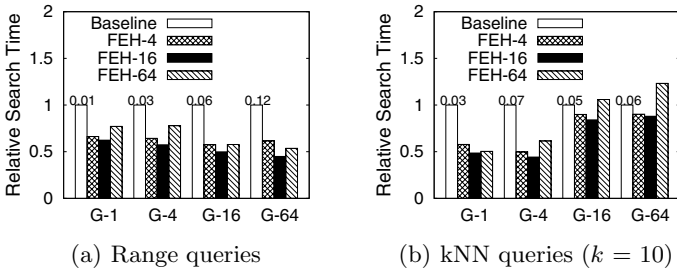 Relative Search Time
2
1.5
1
0.5
0
Baseline
FEH-4
FEH-16
FEH-64
0.01
0.03
0.06
0.12
G-1
G-4
G-16
G-64
(a) Range queries
Relative Search Time
2
1.5
1
0.5
0
Baseline
FEH-4
FEH-16
FEH-64
0.03
0.07
0.05
0.06
G-1
G-4
G-16
G-64
(b) kNN queries (k = 10)